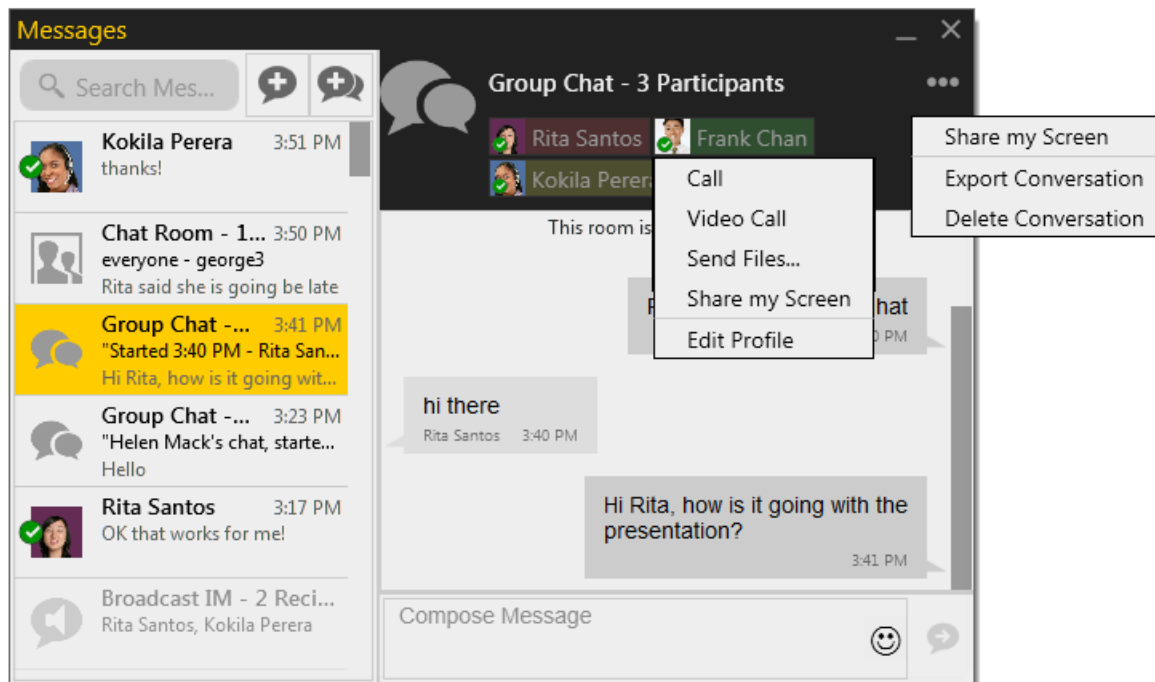 Messages
Search Mes...
Kokila Perera 3:51 PM
thanks!
Chat Room - 1... 3:50 PM
everyone - george3
Rita said she is going be late
Group Chat -... 3:41 PM
"Started 3:40 PM - Rita San...
Hi Rita, how is it going wit...
Group Chat -... 3:23 PM
"Helen Mack's chat, starte...
Hello
Rita Santos 3:17 PM
OK that works for me!
Broadcast IM - 2 Reci...
Rita Santos, Kokila Perera
Group Chat - 3 Participants
Rita Santos Frank Chan
Kokila Perera
Call
Video Call
Send Files...
Share my Screen
Edit Profile
Share my Screen
Export Conversation
Delete Conversation
This room is
hat
PM
hi there
Rita Santos 3:40 PM
Hi Rita, how is it going with the
presentation?
3:41 PM
Compose Message